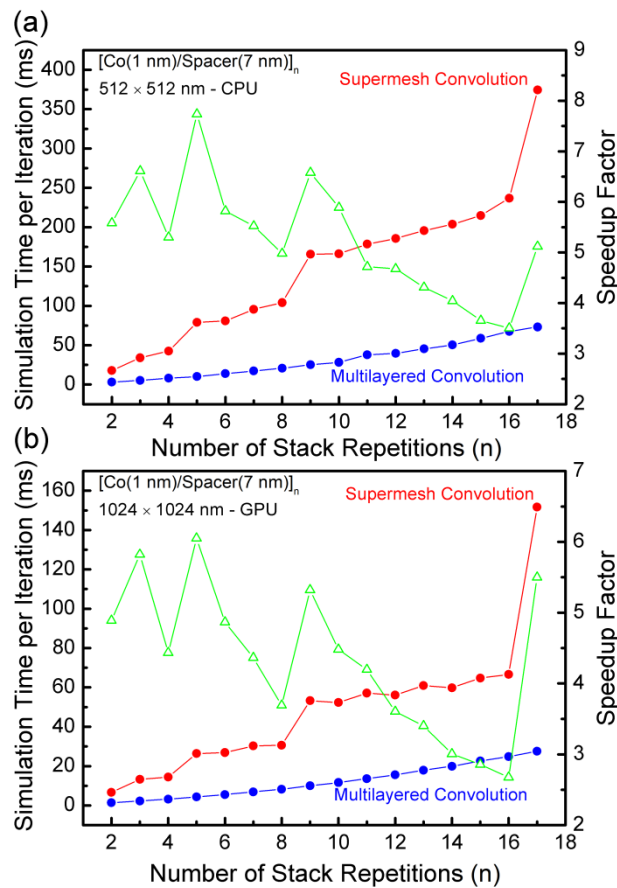 (a)
[Co(1 nm)/Spacer(7 nm)]n
512 × 512 nm - CPU
Supermesh Convolution
Multilayered Convolution
Simulation Time per Iteration (ms)
400
350
300
250
200
150
100
50
0
Speedup Factor
9
8
7
6
5
4
3
2
2 4 6 8 10 12 14 16 18
Number of Stack Repetitions (n)
(b)
[Co(1 nm)/Spacer(7 nm)]n
1024 × 1024 nm - GPU
Supermesh Convolution
Multilayered Convolution
Simulation Time per Iteration (ms)
160
140
120
100
80
60
40
20
0
Speedup Factor
7
6
5
4
3
2
2 4 6 8 10 12 14 16 18
Number of Stack Repetitions (n)